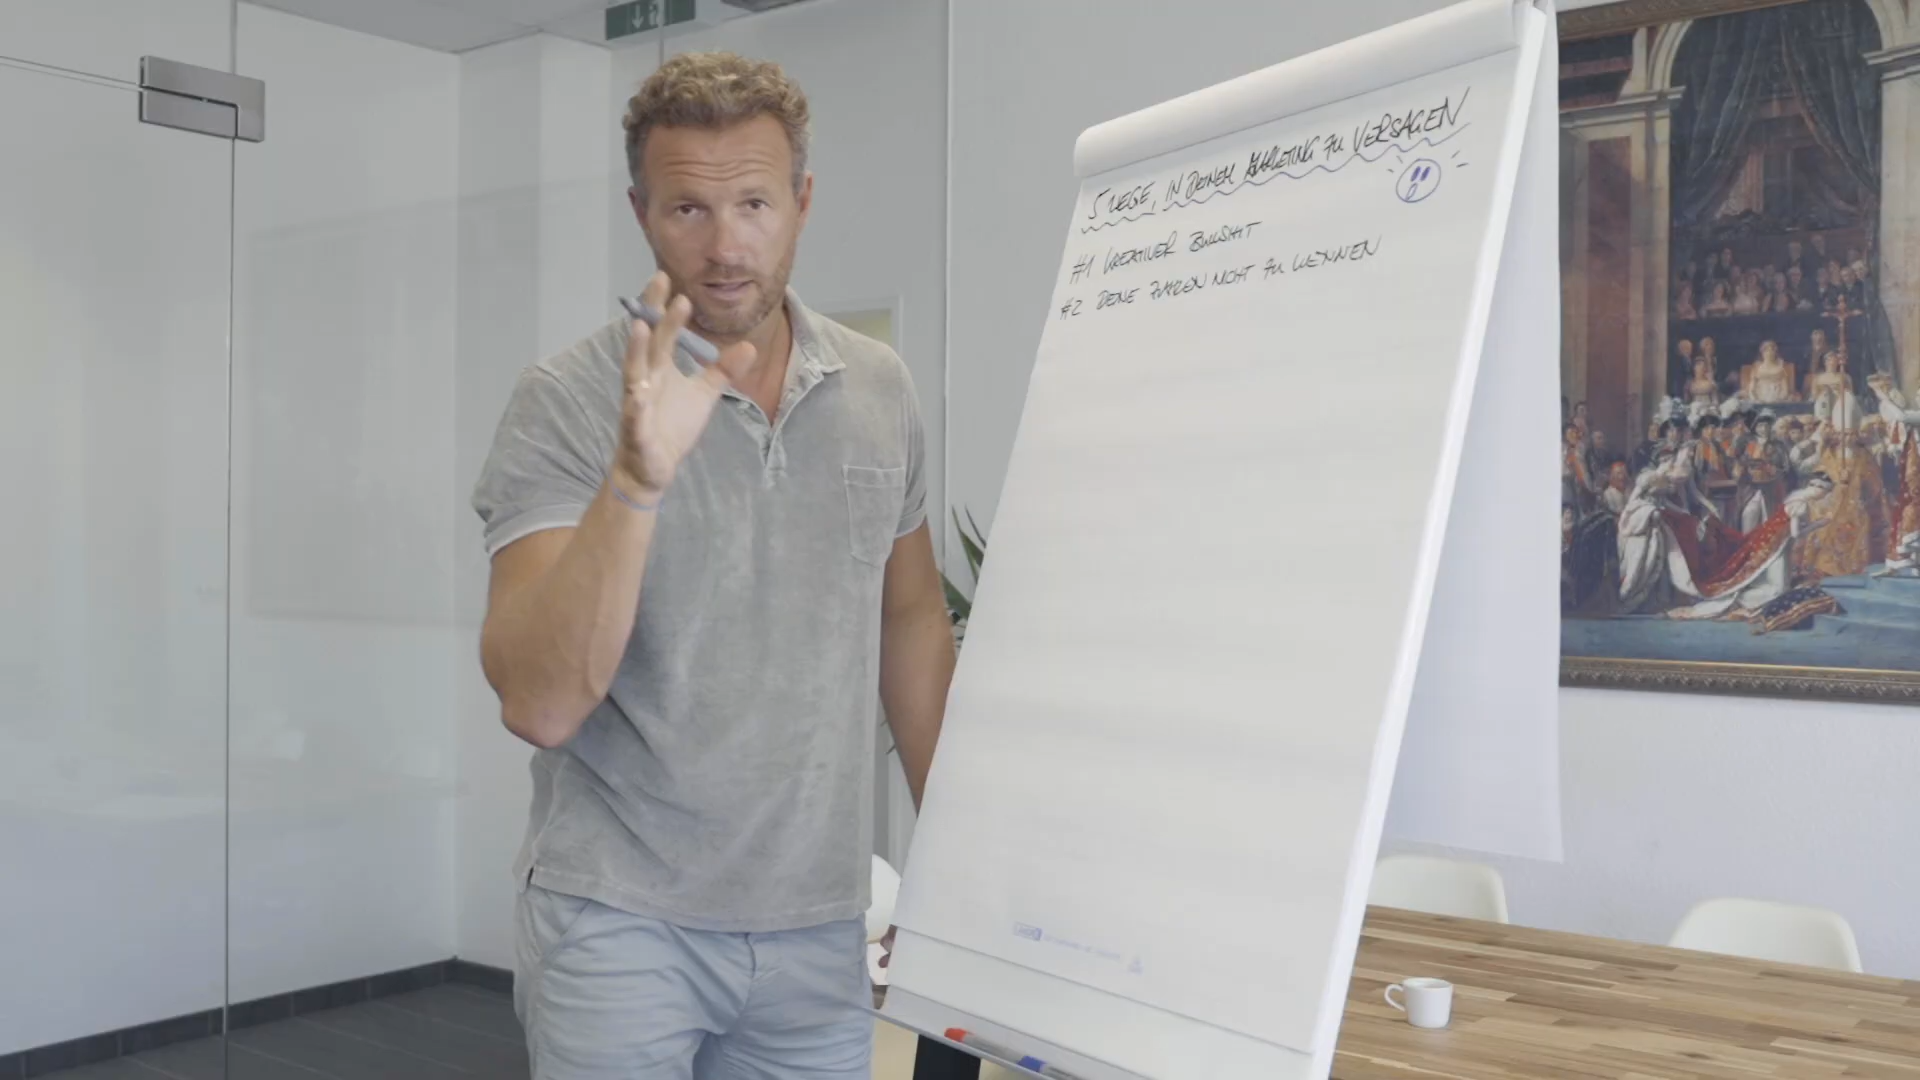 5 WEGE, IN DEINEM MARKETING ZU VERSAGEN
#1 KREATIVER BULLSHIT
#2 DEINE ZAHLEN NICHT ZU KENNEN